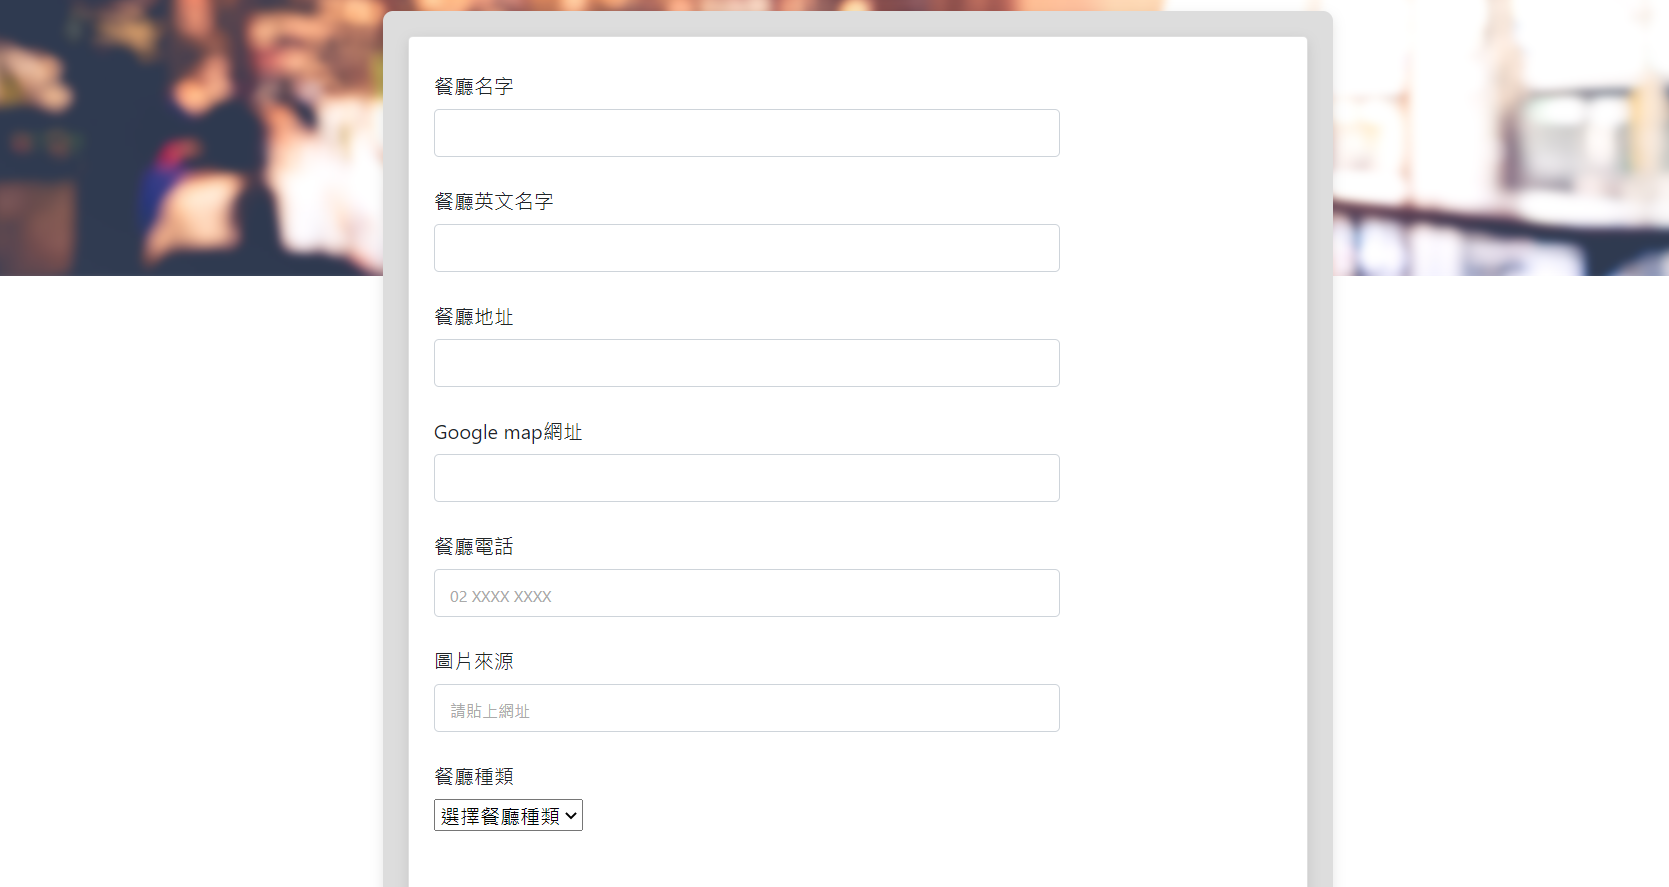 餐廳名字
餐廳英文名字
餐廳地址
Google map網址
餐廳電話
02 XXXX XXXX
圖片來源
請貼上網址
餐廳種類
選擇餐廳種類